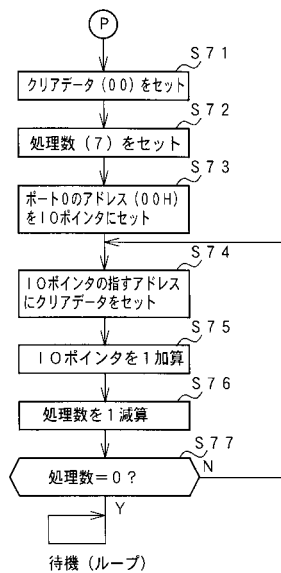 P
S71
クリアデータ(00)をセット
S72
処理数(7)をセット
S73
ポート0のアドレス(00H)
をIOポインタにセット
S74
IOポインタの指すアドレス
にクリアデータをセット
S75
IOポインタを1加算
S76
処理数を1減算
S77
処理数=0?
N
Y
待機(ループ)